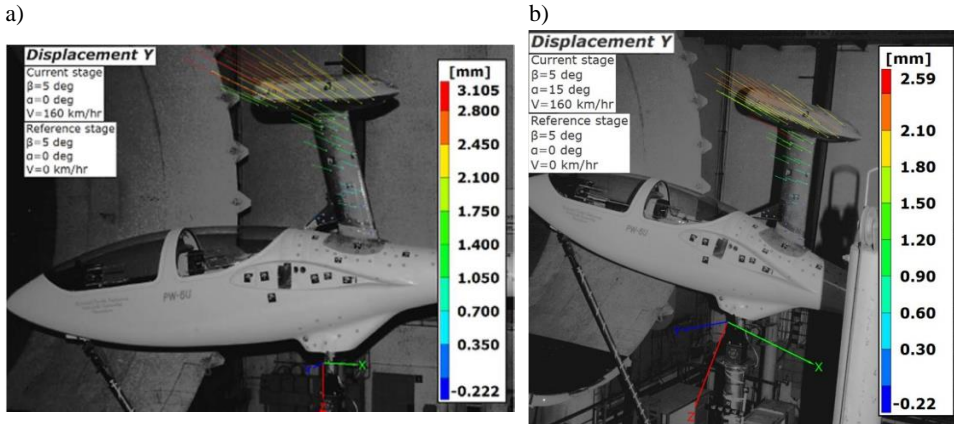 a)
Displacement Y
Current stage
β=5 deg
α=0 deg
V=160 km/hr
Reference stage
β=5 deg
α=0 deg
V=0 km/hr
[mm]
3.105
2.800
2.450
2.100
1.750
1.400
1.050
0.700
0.350
-0.222
PW-6U
X
Z
b)
Displacement Y
Current stage
β=5 deg
α=15 deg
V=160 km/hr
Reference stage
β=5 deg
α=0 deg
V=0 km/hr
[mm]
2.59
2.10
1.80
1.50
1.20
0.90
0.60
0.30
-0.22
PW-6U
X
Z